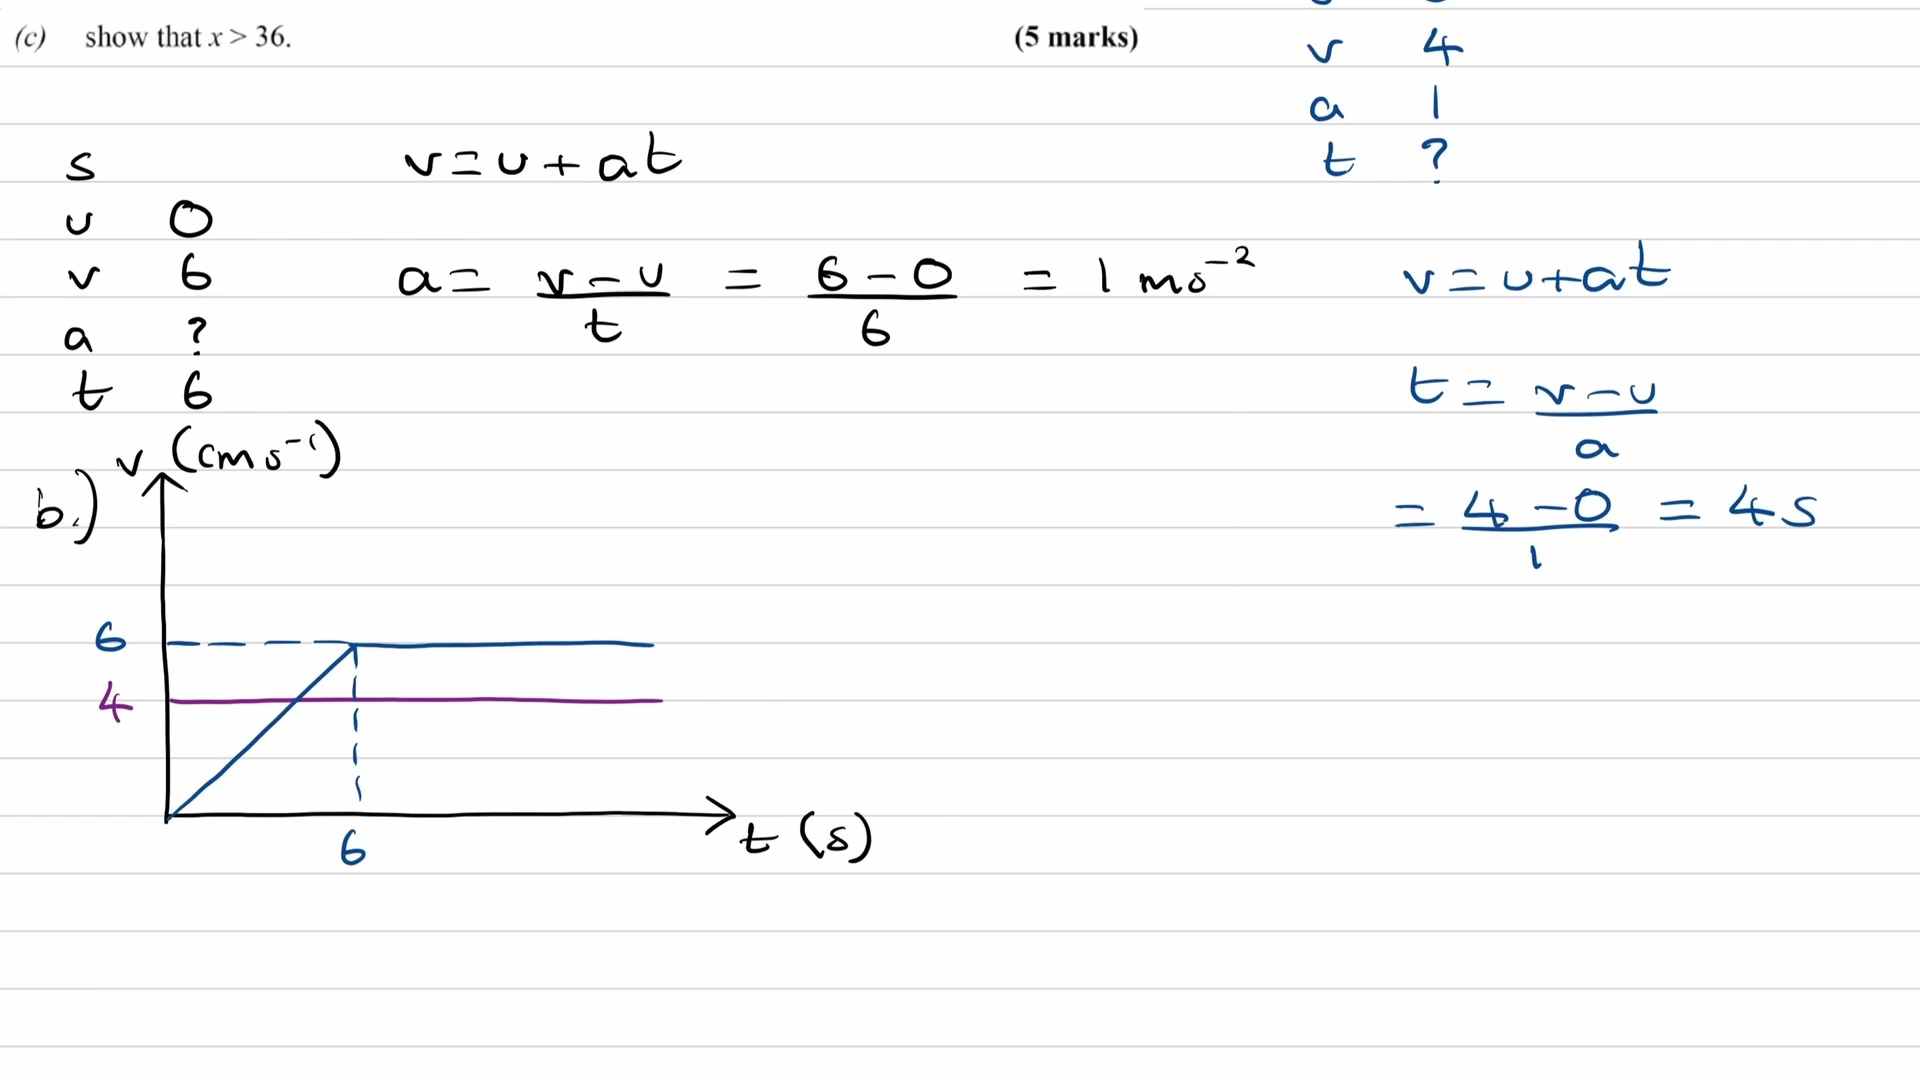 (c) show that x > 36. (5 marks)
v 4
a 1
t ?
s
u 0
v 6
a ?
t 6
v = u + at
a = v - u / t = 6 - 0 / 6 = 1 ms⁻²
v = u + at
t = v - u / a
= 4 - 0 / 1 = 4s
b.)
v (cms⁻¹)
6
4
6
t (s)